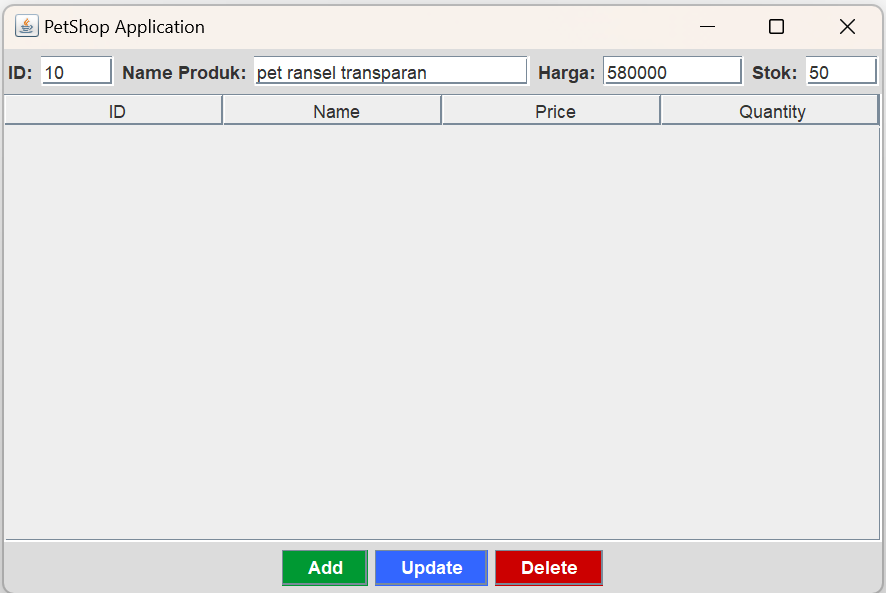 PetShop Application
ID: 10 Name Produk: pet ransel transparan Harga: 580000 Stok: 50
ID Name Price Quantity
Add Update Delete